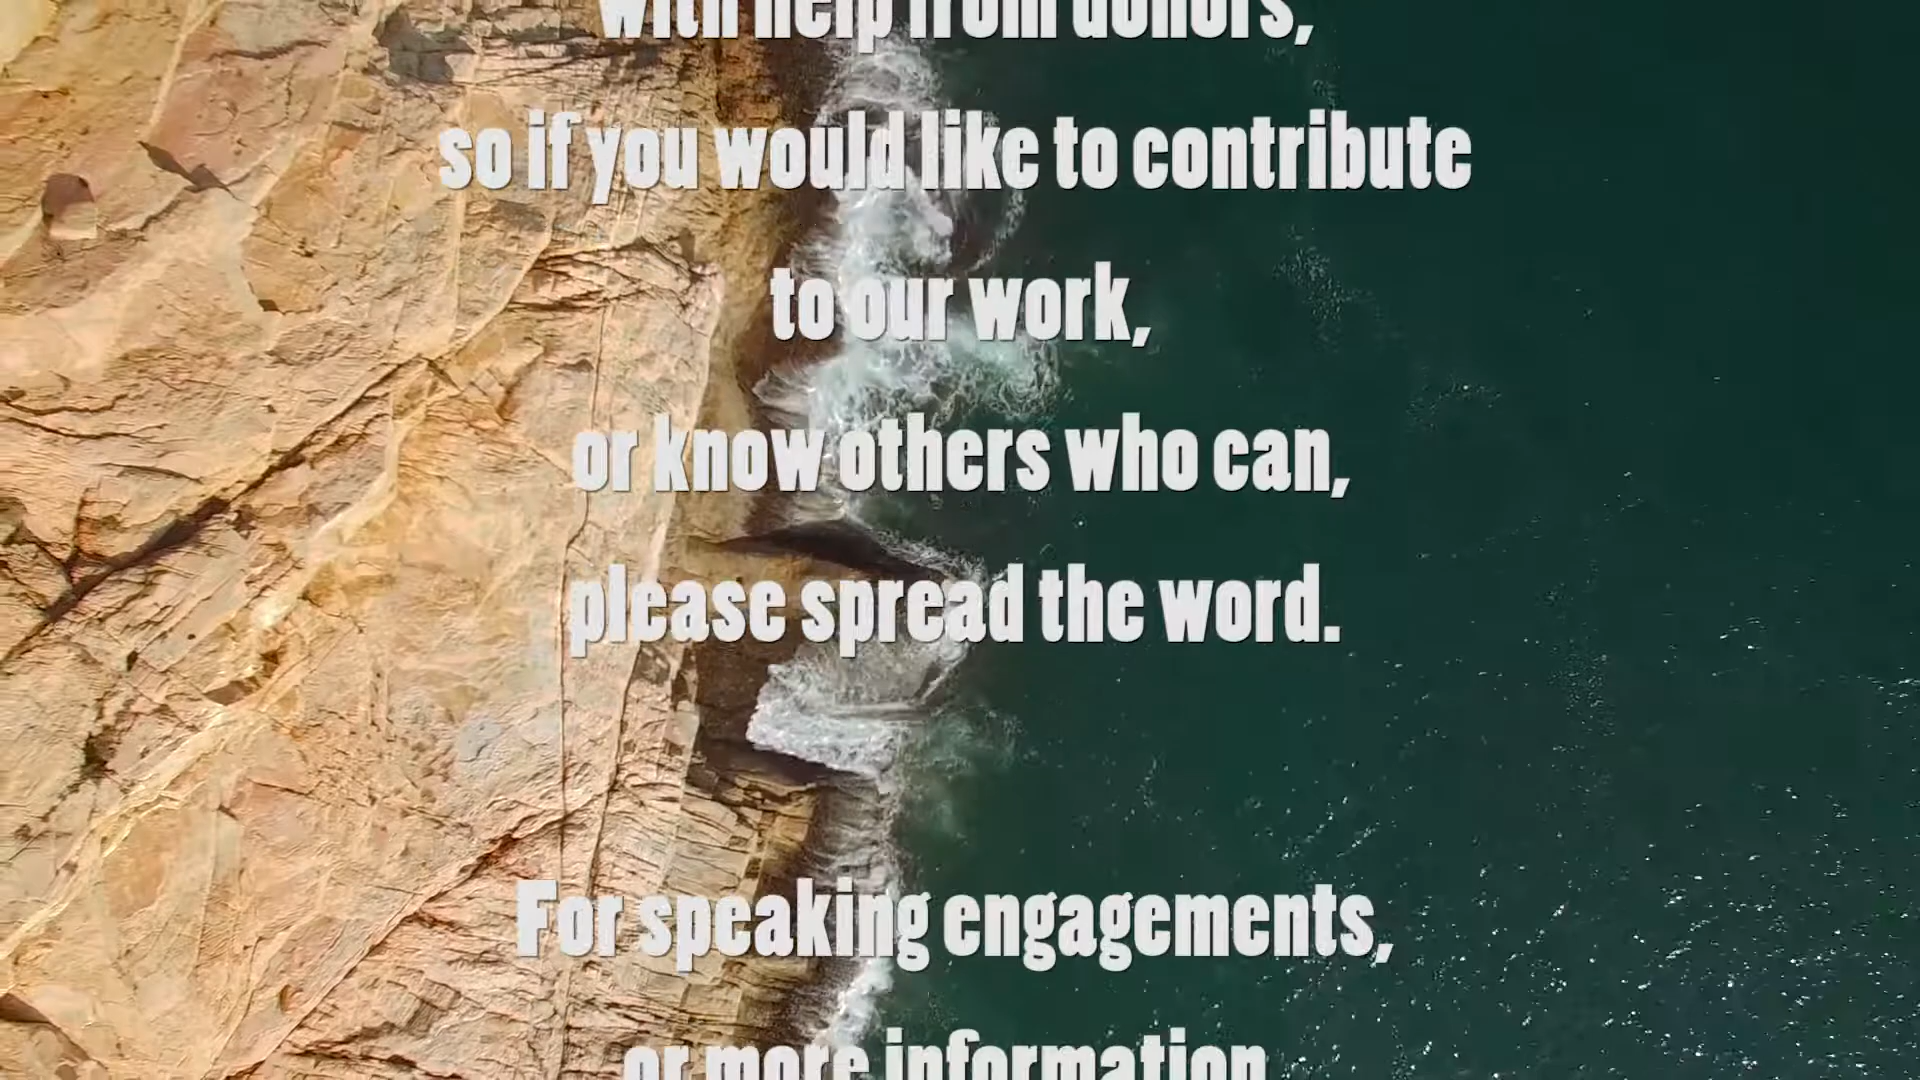 with help from donors,
so if you would like to contribute
to our work,
or know others who can,
please spread the word.
For speaking engagements,
or more information